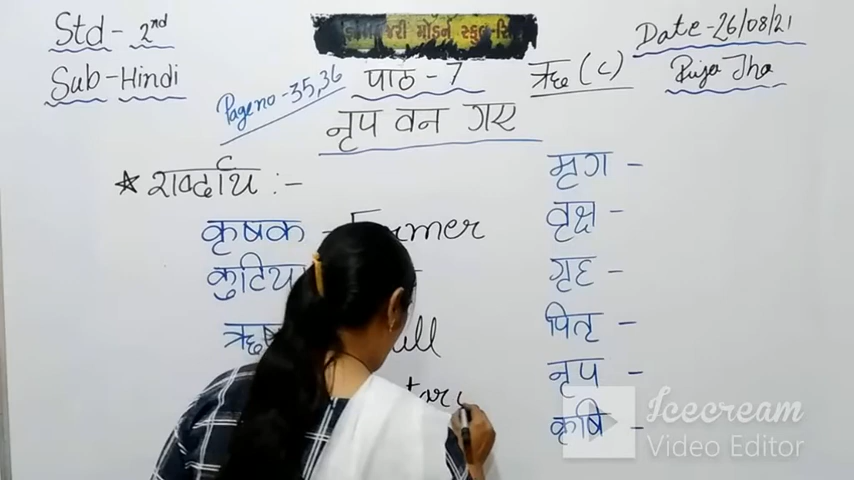 Std- 2nd
Sub- Hindi
Page no - 35,36
पाठ - 7
ऋ (c)
Date - 26/08/21
Puja Jha
नृप वन गए
★ शब्दार्थ :-
कृषक - Farmer
कुटिया
मृग -
वृक्ष -
गृह -
पितृ -
नृप -
कृषि -
Icecream
Video Editor